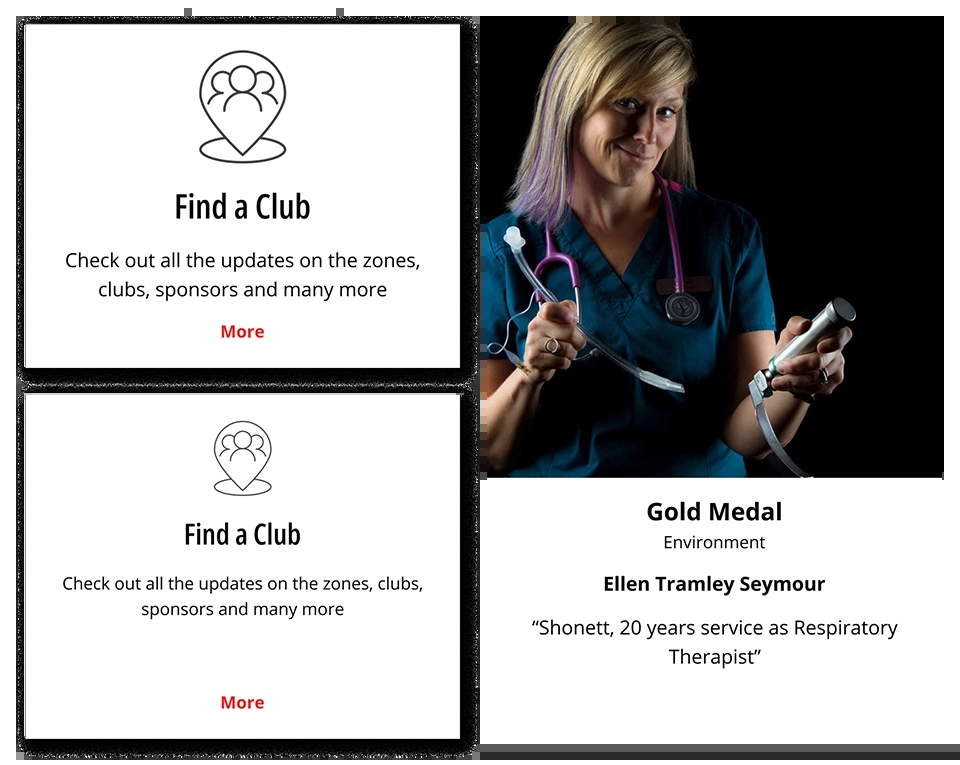 Find a Club
Check out all the updates on the zones,
clubs, sponsors and many more
More
Find a Club
Check out all the updates on the zones, clubs,
sponsors and many more
More
Gold Medal
Environment
Ellen Tramley Seymour
“Shonett, 20 years service as Respiratory
Therapist”